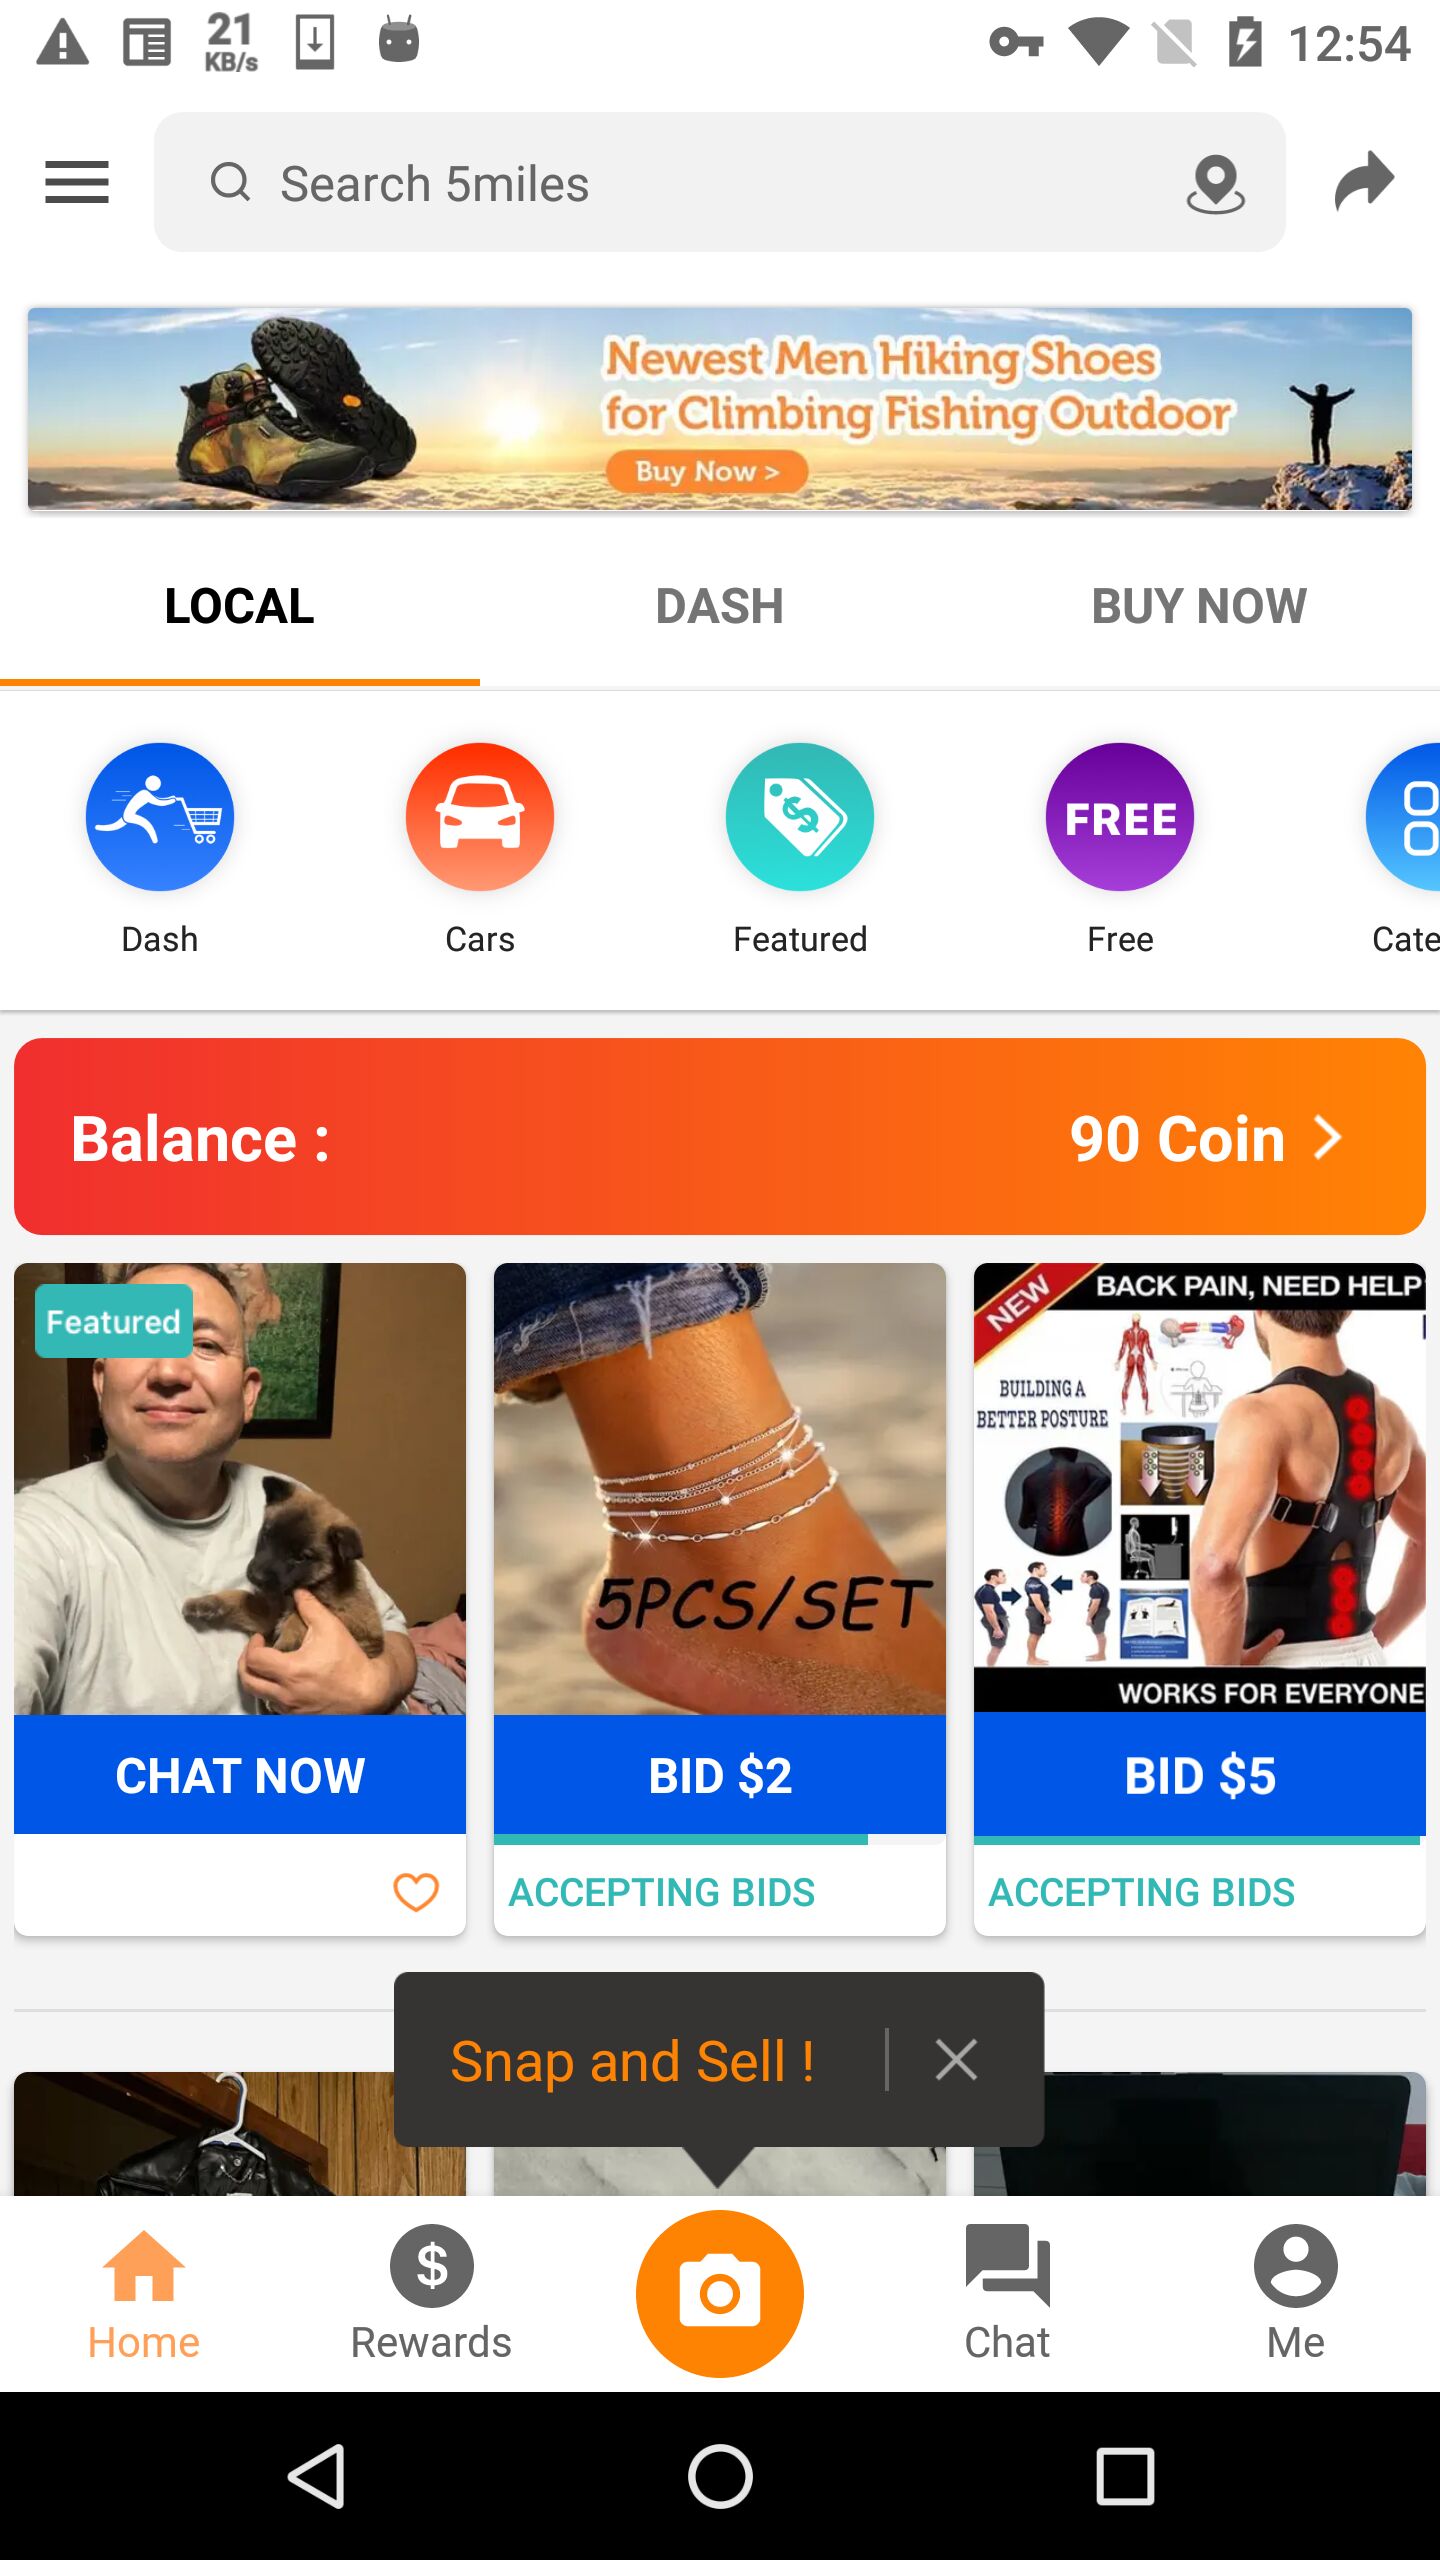 21
KB/s
12:54
Search 5miles
Newest Men Hiking Shoes
for Climbing Fishing Outdoor
Buy Now >
LOCAL
DASH
BUY NOW
FREE
Dash
Cars
Featured
Free
Cate
Balance :
90 Coin
Featured
5PCS/SET
NEW
BACK PAIN, NEED HELP
BUILDING A
BETTER POSTURE
WORKS FOR EVERYONE
CHAT NOW
BID $2
BID $5
ACCEPTING BIDS
ACCEPTING BIDS
Snap and Sell !
Home
Rewards
Chat
Me